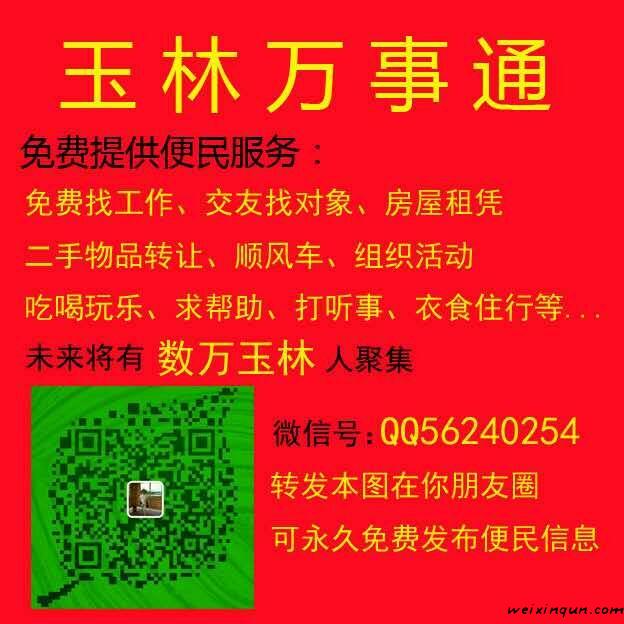 玉林万事通
免费提供便民服务：
免费找工作、交友找对象、房屋租凭
二手物品转让、顺风车、组织活动
吃喝玩乐、求帮助、打听事、衣食住行等...
未来将有 数万玉林 人聚集
微信号：QQ56240254
转发本图在你朋友圈
可永久免费发布便民信息
weixinqun.com